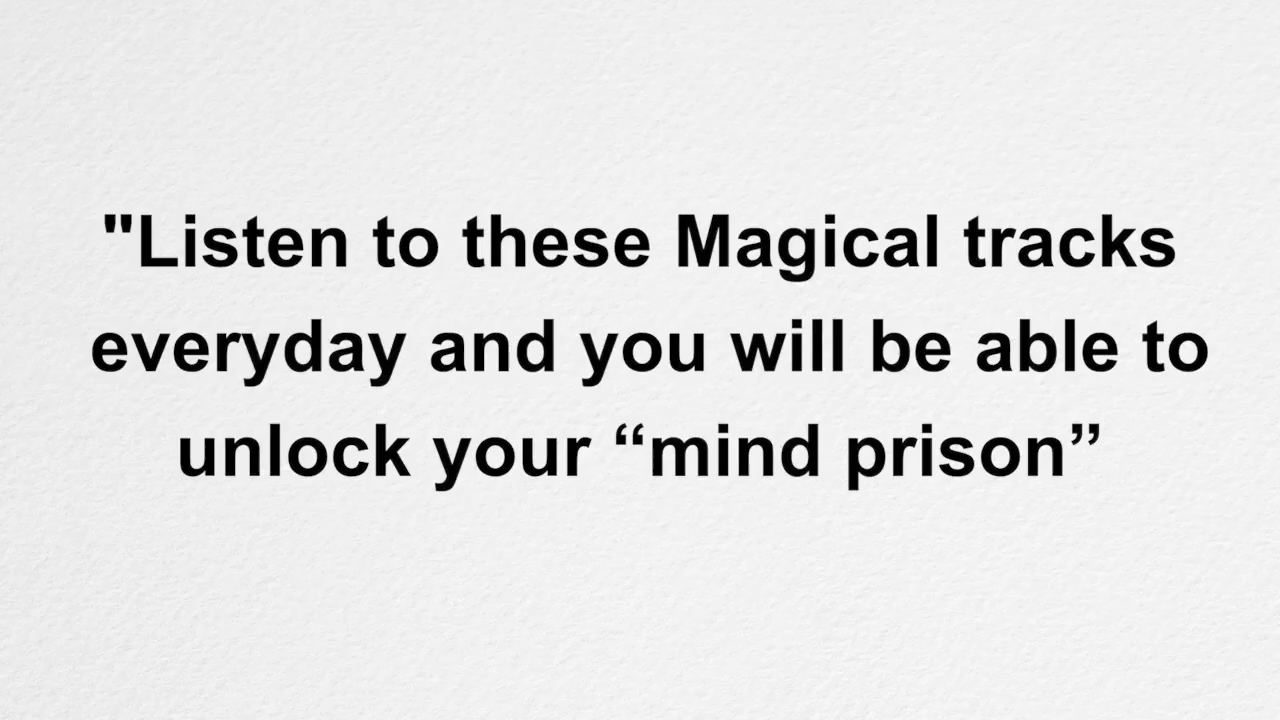 "Listen to these Magical tracks
everyday and you will be able to
unlock your “mind prison”